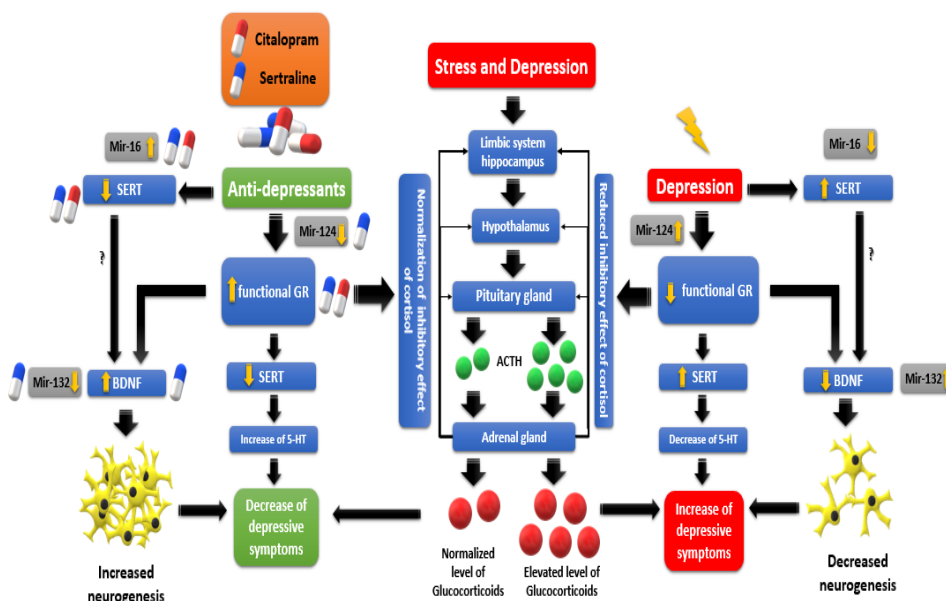 Citalopram
Sertraline
Stress and Depression
Mir-16
SERT
Anti-depressants
Mir-124
functional GR
Mir-132
BDNF
SERT
Increase of 5-HT
Increased
neurogenesis
Decrease of
depressive
symptoms
Normalization of inhibitory effect
of cortisol
Limbic system
hippocampus
Hypothalamus
Pituitary gland
ACTH
Adrenal gland
Normalized
level of
Glucocorticoids
Elevated level of
Glucocorticoids
Reduced inhibitory effect of cortisol
Depression
Mir-16
SERT
Mir-124
functional GR
SERT
Decrease of 5-HT
BDNF
Mir-132
Increase of
depressive
symptoms
Decreased
neurogenesis